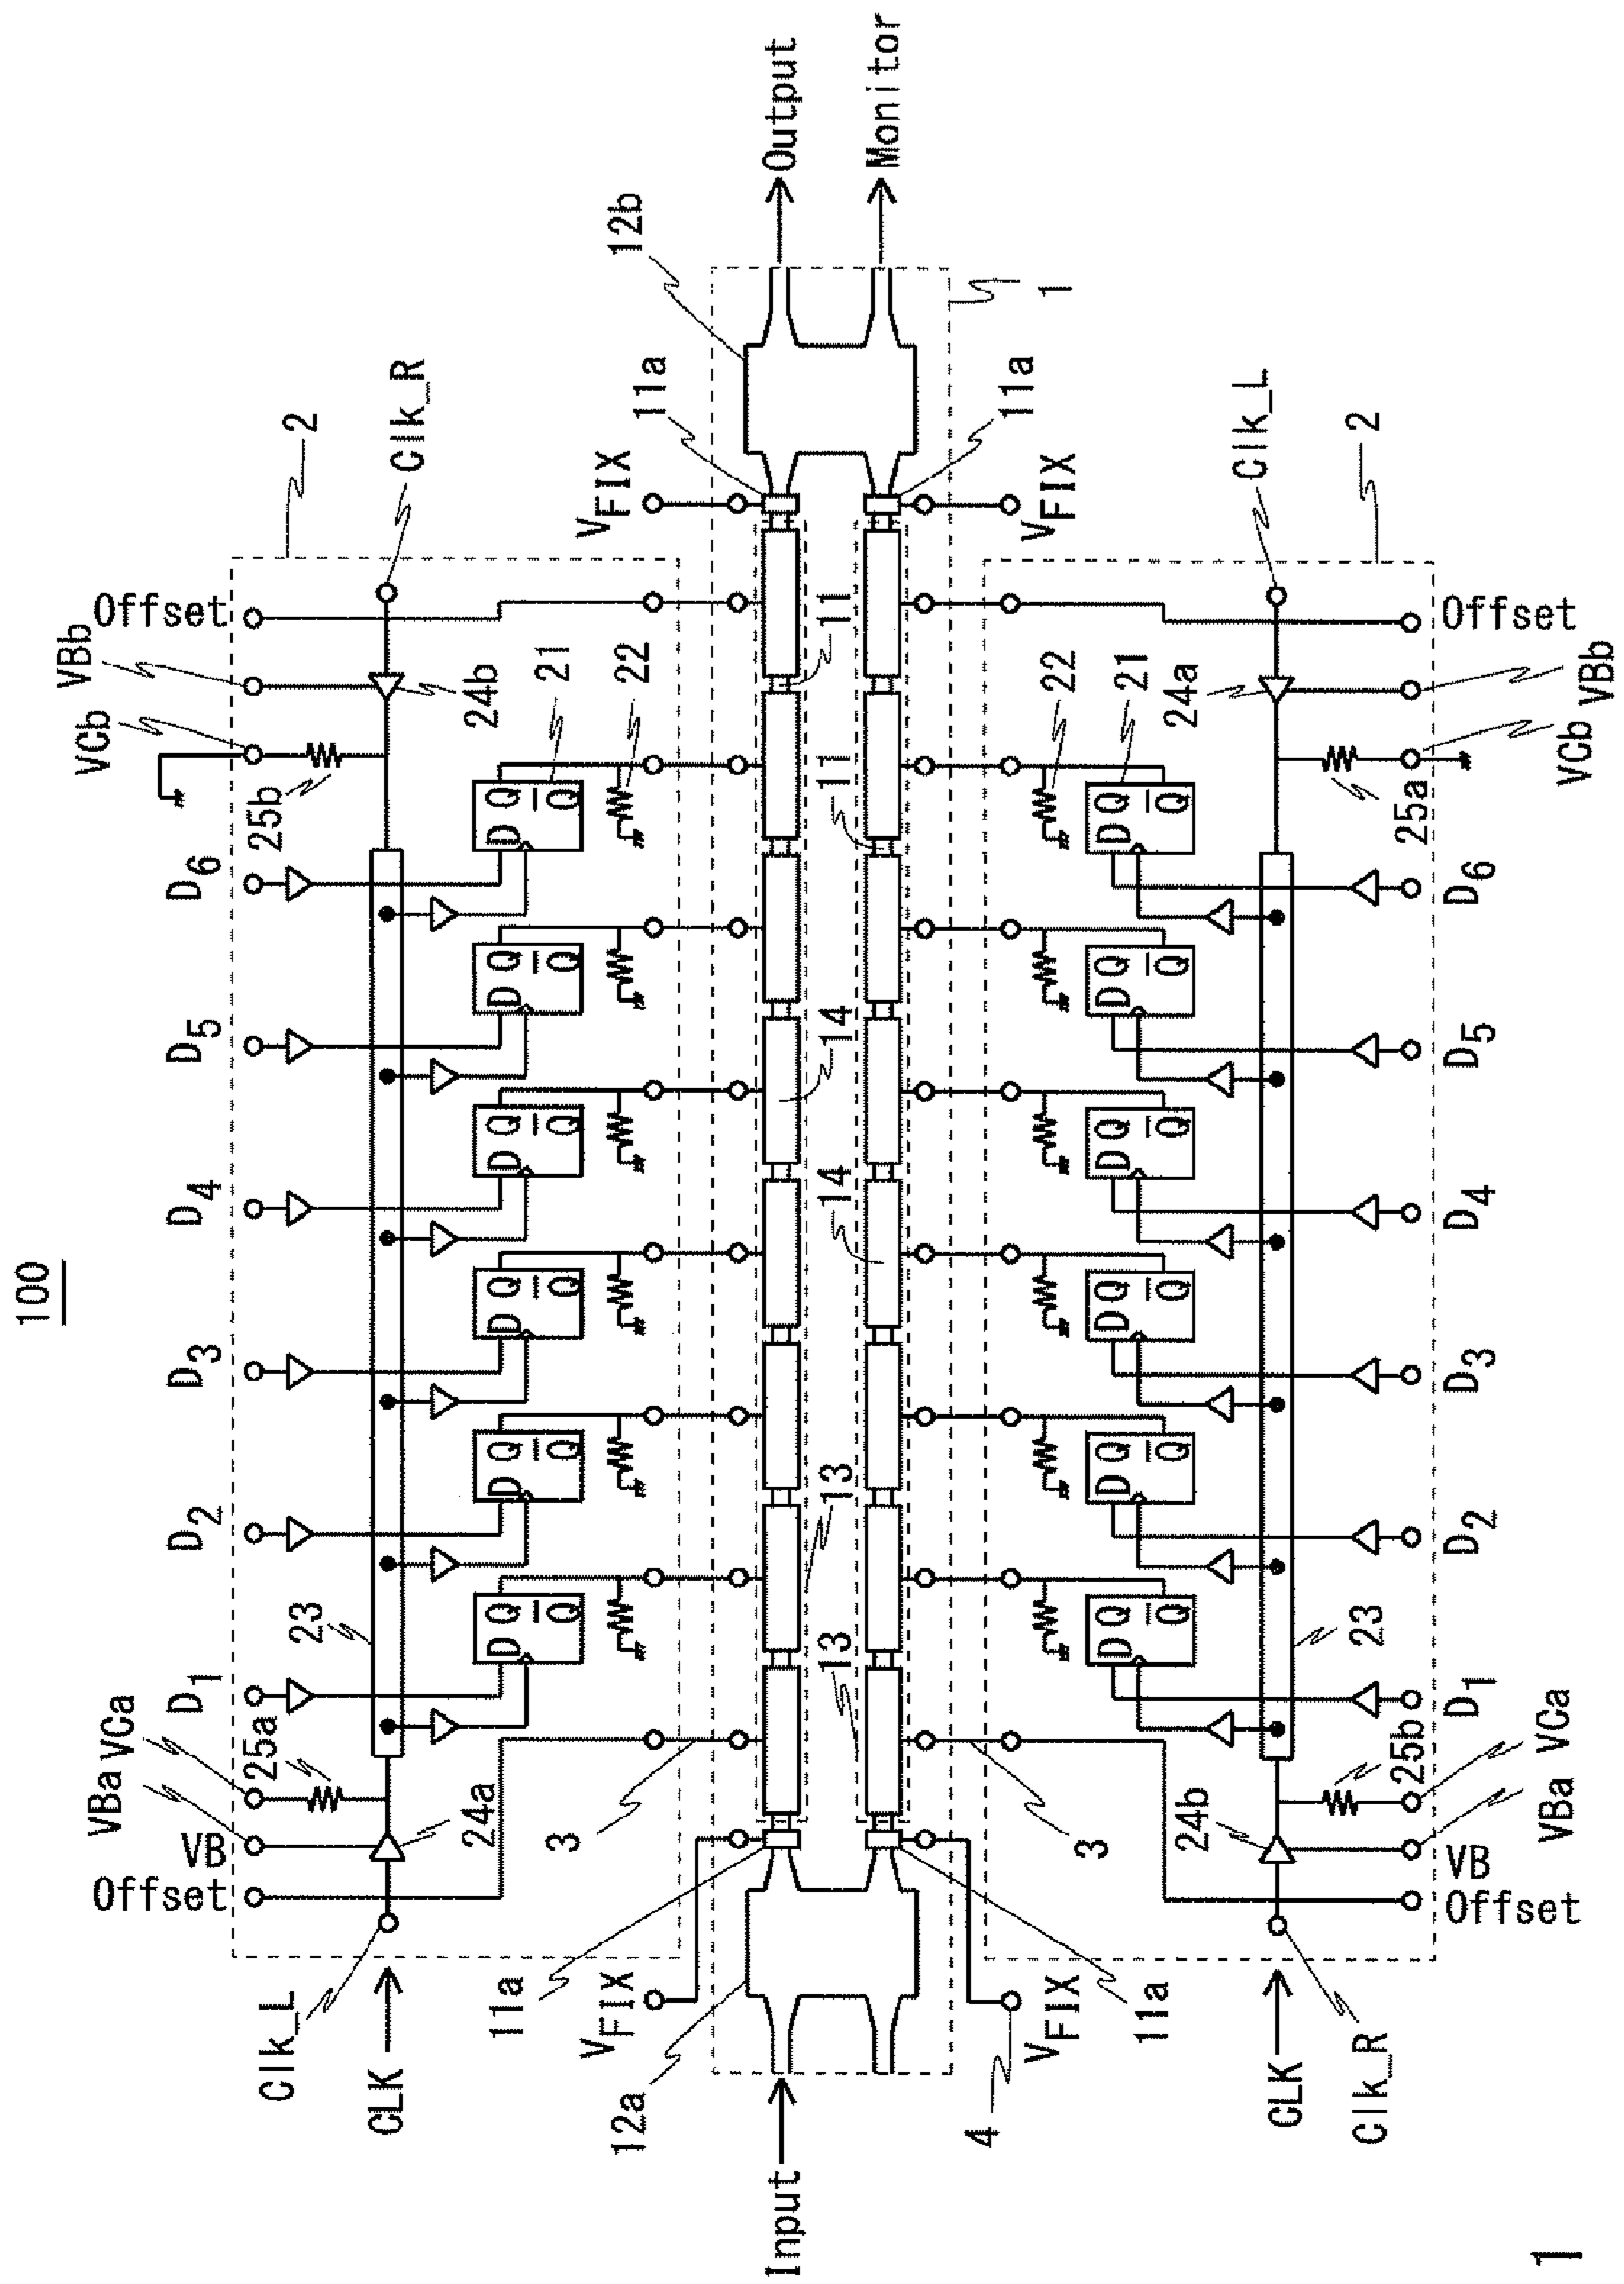 100
D1
D2
D3
D4
D5
D6
Offset
VB
VBa
VCa
VCb
VBb
Offset
25a
23
25b
2
Clk_L
CLK
24a
24b
Clk_R
D Q
Q
D Q
Q
D Q
Q
D Q
Q
D Q
Q
D Q
Q
21
22
3
11a
VFIX
VFIX
11a
12b
12a
Input
13
14
11
Output
13
14
11
Monitor
1
4
VFIX
11a
3
VFIX
11a
22
21
D Q
Q
D Q
Q
D Q
Q
D Q
Q
D Q
Q
D Q
Q
CLK
Clk_R
24b
24a
Clk_L
25b
23
25a
2
Offset
VB
VBa
VCa
VCb
VBb
Offset
D1
D2
D3
D4
D5
D6
1